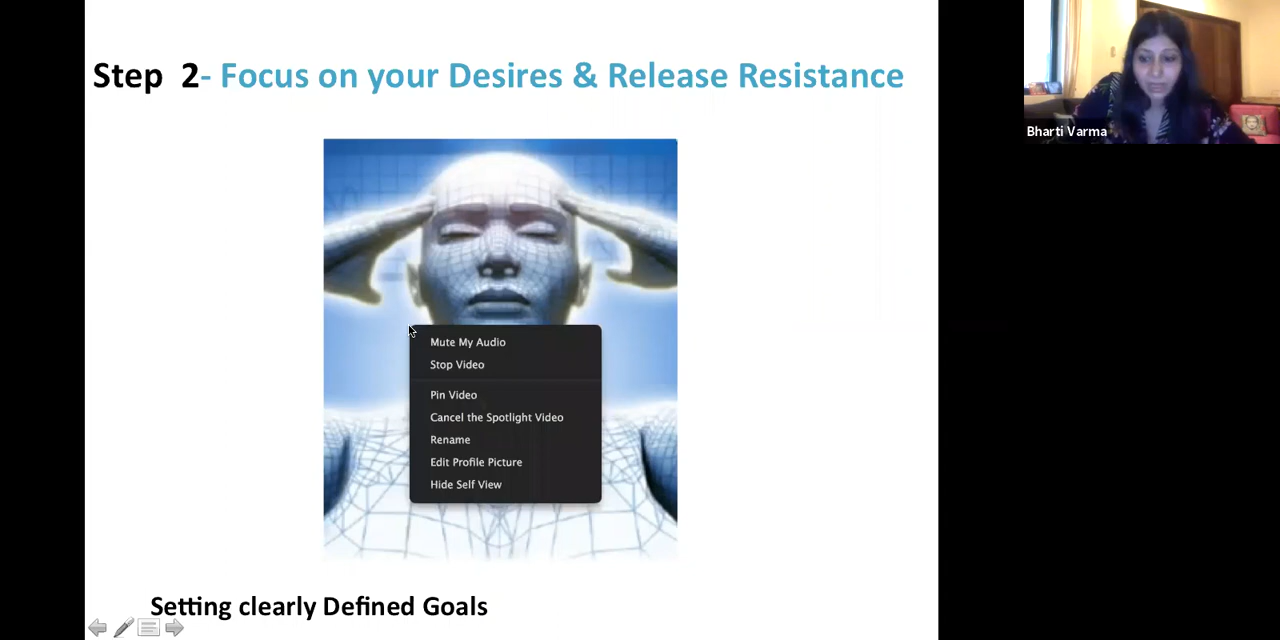 Step 2- Focus on your Desires & Release Resistance
Bharti Varma
Mute My Audio
Stop Video
Pin Video
Cancel the Spotlight Video
Rename
Edit Profile Picture
Hide Self View
Setting clearly Defined Goals